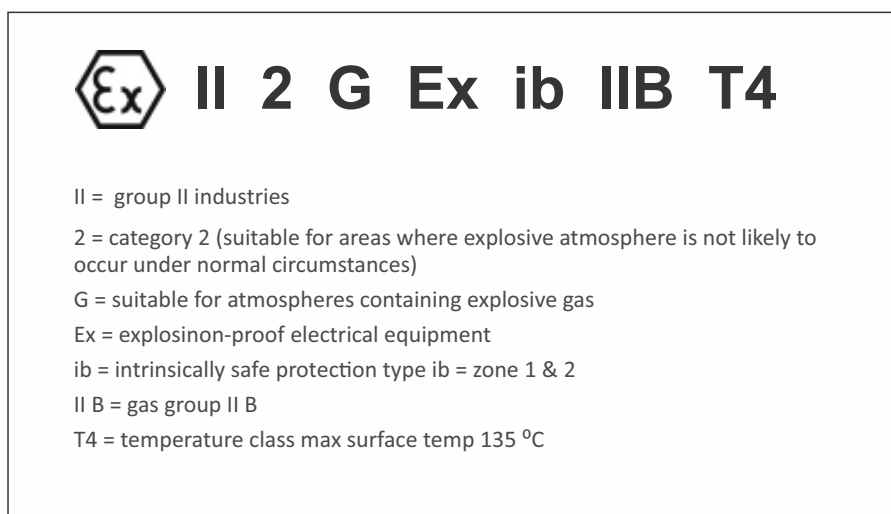 Ex II 2 G Ex ib IIB T4
II = group II industries
2 = category 2 (suitable for areas where explosive atmosphere is not likely to
occur under normal circumstances)
G = suitable for atmospheres containing explosive gas
Ex = explosinon-proof electrical equipment
ib = intrinsically safe protection type ib = zone 1 & 2
II B = gas group II B
T4 = temperature class max surface temp 135 ⁰C